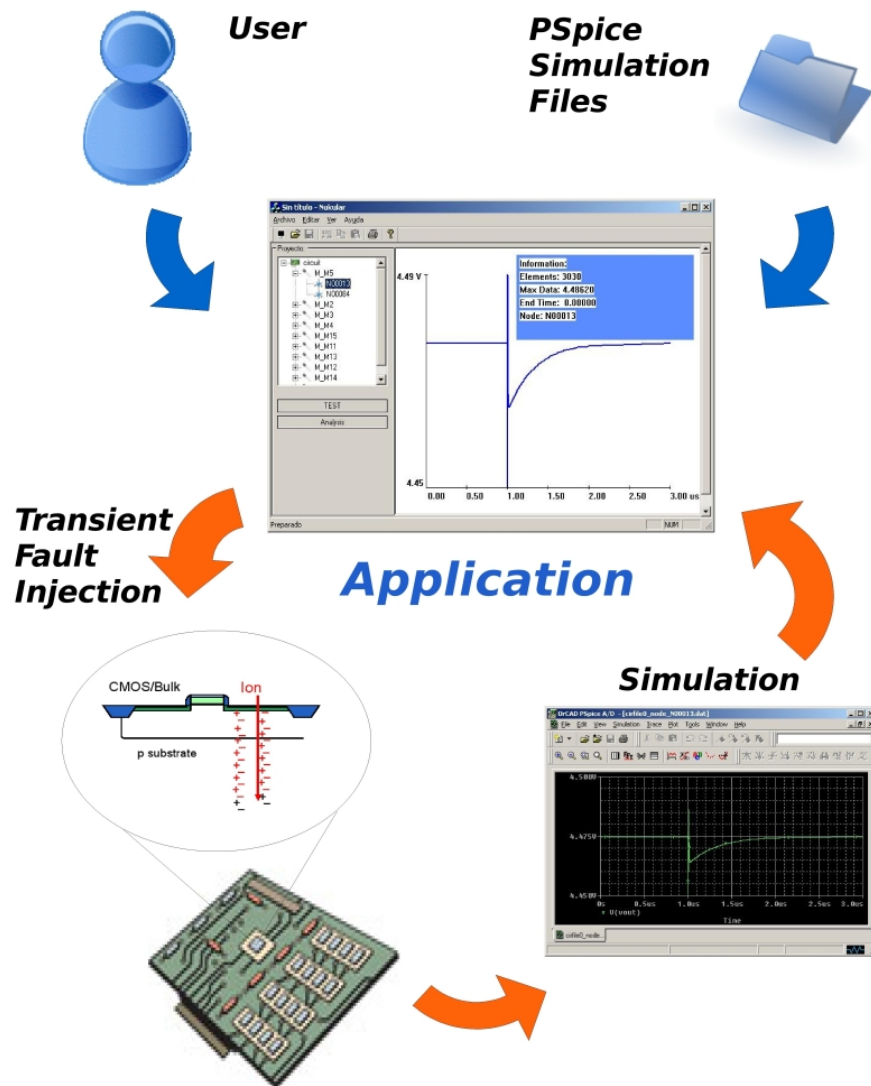 User
PSpice
Simulation
Files
Sin título - Nukular
Archivo Editar Ver Ayuda
Proyecto
circuit
M_M5
N00013
N00004
M_M2
M_M3
M_M4
M_M15
M_M11
M_M13
M_M12
M_M14
TEST
Analysis
4.49 V
Information:
Elements: 3030
Max Data: 4.48620
End Time: 0.00000
Node: N00013
4.45
0.00 0.50 1.00 1.50 2.00 2.50 3.00 us
Preparado
NUM
Transient
Fault
Injection
Application
CMOS/Bulk
Ion
p substrate
Simulation
OrCAD PSpice A/D - [cirfile0_node_N00013.dat]
File Edit View Simulation Trace Plot Tools Window Help
4.500V
4.475V
4.450V
0s 0.5us 1.0us 1.5us 2.0us 2.5us 3.0us
V(vout)
Time
cirfile0_node...